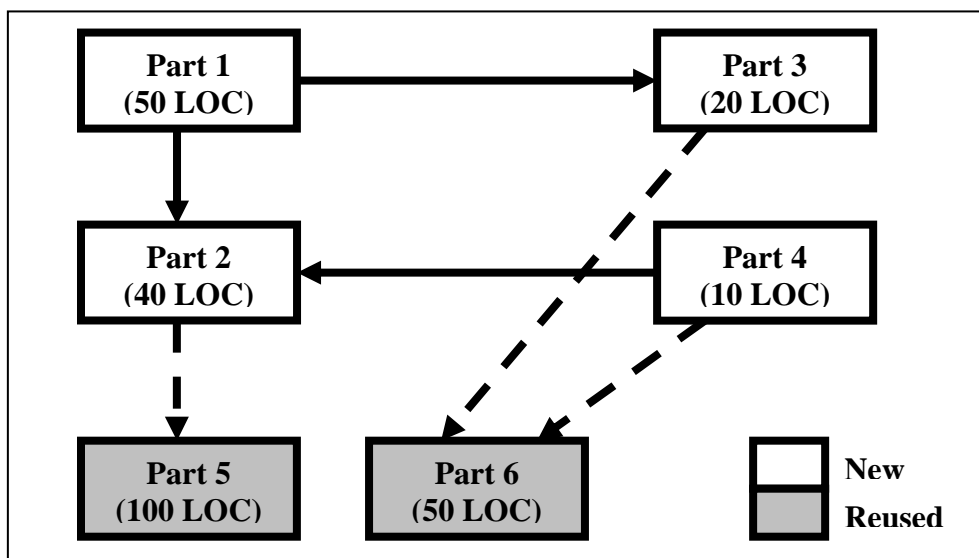 Part 1
(50 LOC)
Part 3
(20 LOC)
Part 2
(40 LOC)
Part 4
(10 LOC)
Part 5
(100 LOC)
Part 6
(50 LOC)
New
Reused